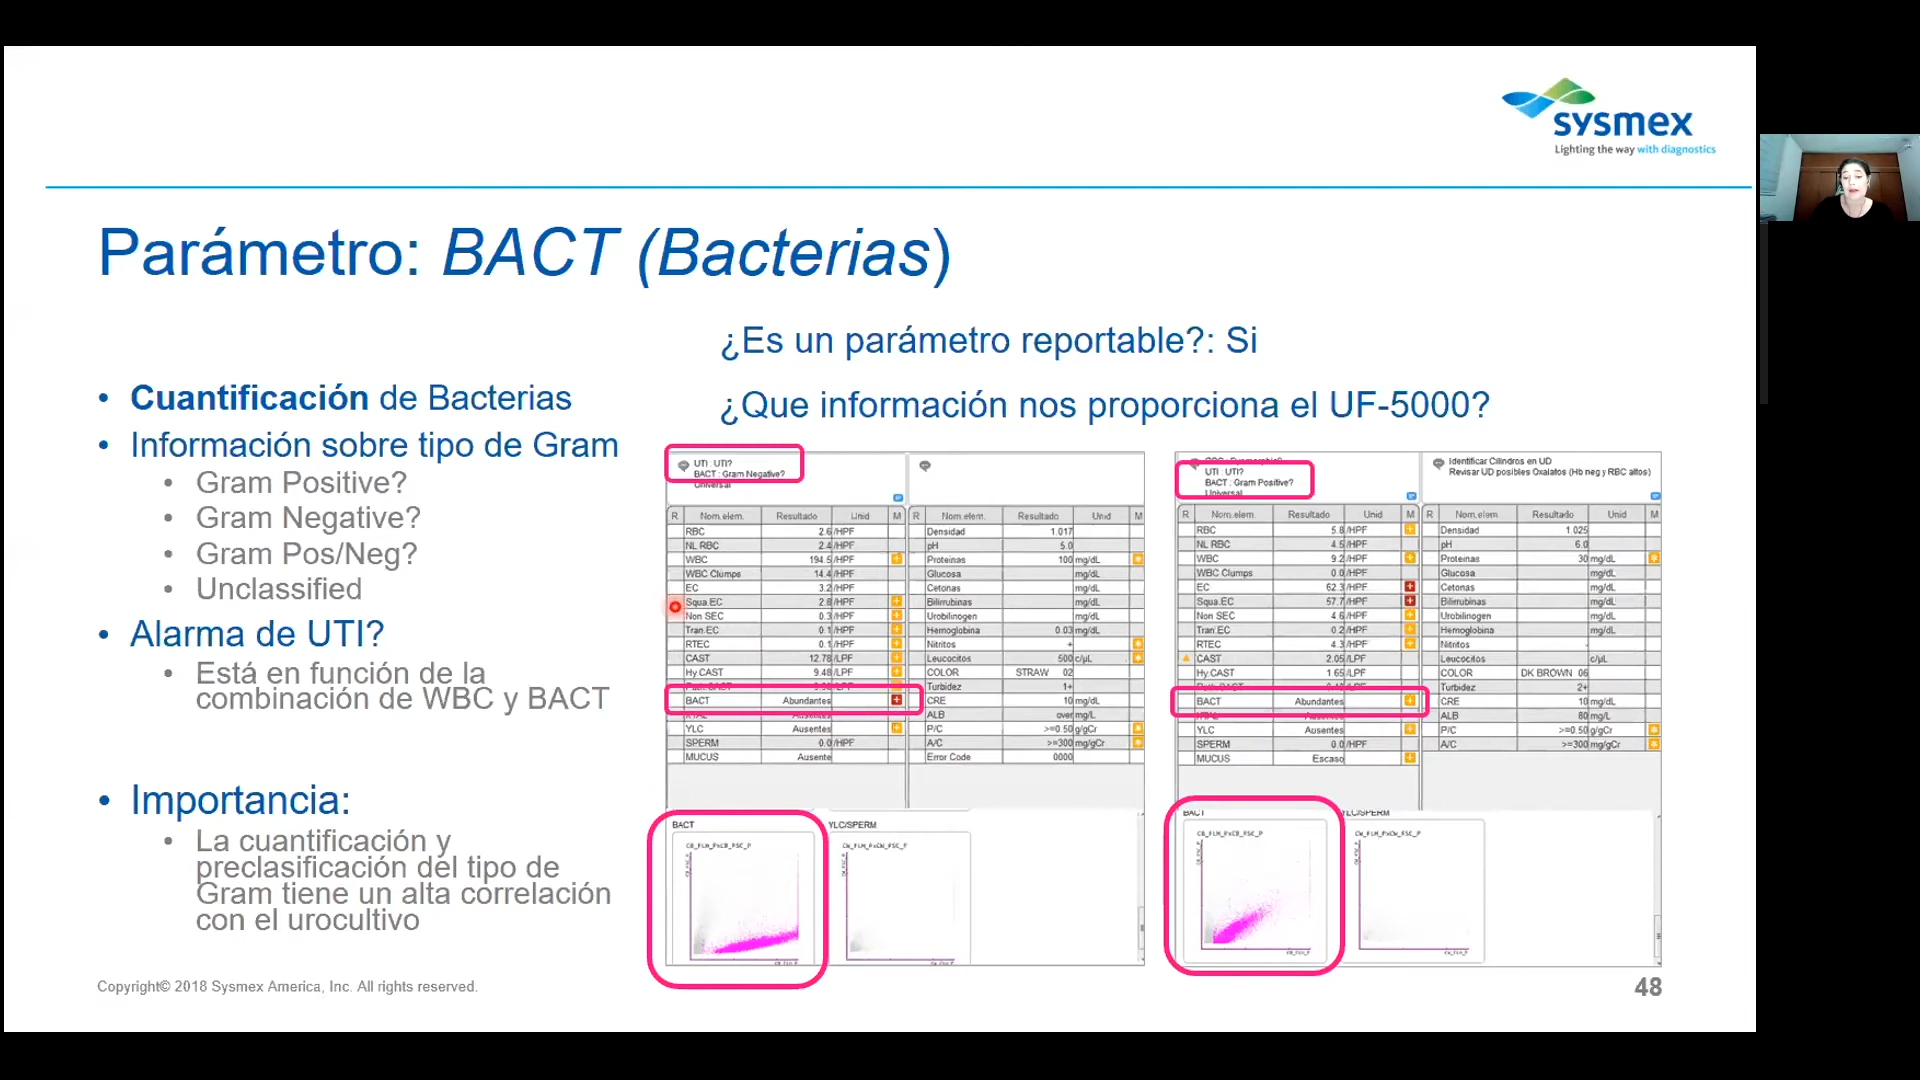 sysmex
Lighting the way with diagnostics
Parámetro: BACT (Bacterias)
¿Es un parámetro reportable?: Si
¿Que información nos proporciona el UF-5000?
• Cuantificación de Bacterias
• Información sobre tipo de Gram
• Gram Positive?
• Gram Negative?
• Gram Pos/Neg?
• Unclassified
• Alarma de UTI?
• Está en función de la
combinación de WBC y BACT
• Importancia:
• La cuantificación y
preclasificación del tipo de
Gram tiene un alta correlación
con el urocultivo
UTI : UTI?
BACT : Gram Negative?
Universal
R Nom.elem. Resultado Unid M R Nom.elem. Resultado Unid M
RBC 2.6 /HPF Densidad 1.017
NL RBC 2.4 /HPF pH 5.0
WBC 194.5 /HPF Proteinas 100 mg/dL
WBC Clumps 14.4 /HPF Glucosa mg/dL
EC 3.2 /HPF Cetonas mg/dL
Squa.EC 2.8 /HPF Bilirrubinas mg/dL
Non SEC 0.3 /HPF Urobilinogen mg/dL
Tran.EC 0.1 /HPF Hemoglobina 0.03 mg/dL
RTEC 0.1 /HPF Nitritos +
CAST 12.78 /LPF Leucocitos 500 c/µL
Hy.CAST 9.48 /LPF COLOR STRAW 02
Turbidez 1+
BACT Abundantes CRE 10 mg/dL
ALB over mg/L
YLC Ausentes P/C >=0.50 g/gCr
SPERM 0.0 /HPF A/C >=300 mg/gCr
MUCUS Ausente Error Code 0000
BACT YLC/SPERM
UTI : UTI?
BACT : Gram Positive?
Universal
Identificar Cilindros en UD
Revisar UD posibles Oxalatos (Hb neg y RBC altos)
R Nom.elem. Resultado Unid M R Nom.elem. Resultado Unid M
RBC 5.8 /HPF Densidad 1.025
NL RBC 4.5 /HPF pH 6.0
WBC 9.2 /HPF Proteinas 30 mg/dL
WBC Clumps 0.0 /HPF Glucosa mg/dL
EC 62.3 /HPF Cetonas mg/dL
Squa.EC 57.7 /HPF Bilirrubinas mg/dL
Non SEC 4.6 /HPF Urobilinogen mg/dL
Tran.EC 0.2 /HPF Hemoglobina mg/dL
RTEC 4.3 /HPF Nitritos -
CAST 2.05 /LPF Leucocitos c/µL
Hy.CAST 1.65 /LPF COLOR DK BROWN 06
Turbidez 2+
BACT Abundantes CRE 10 mg/dL
ALB 80 mg/L
YLC Ausentes P/C >=0.50 g/gCr
SPERM 0.0 /HPF A/C >=300 mg/gCr
MUCUS Escaso
BACT YLC/SPERM
Copyright© 2018 Sysmex America, Inc. All rights reserved.
48